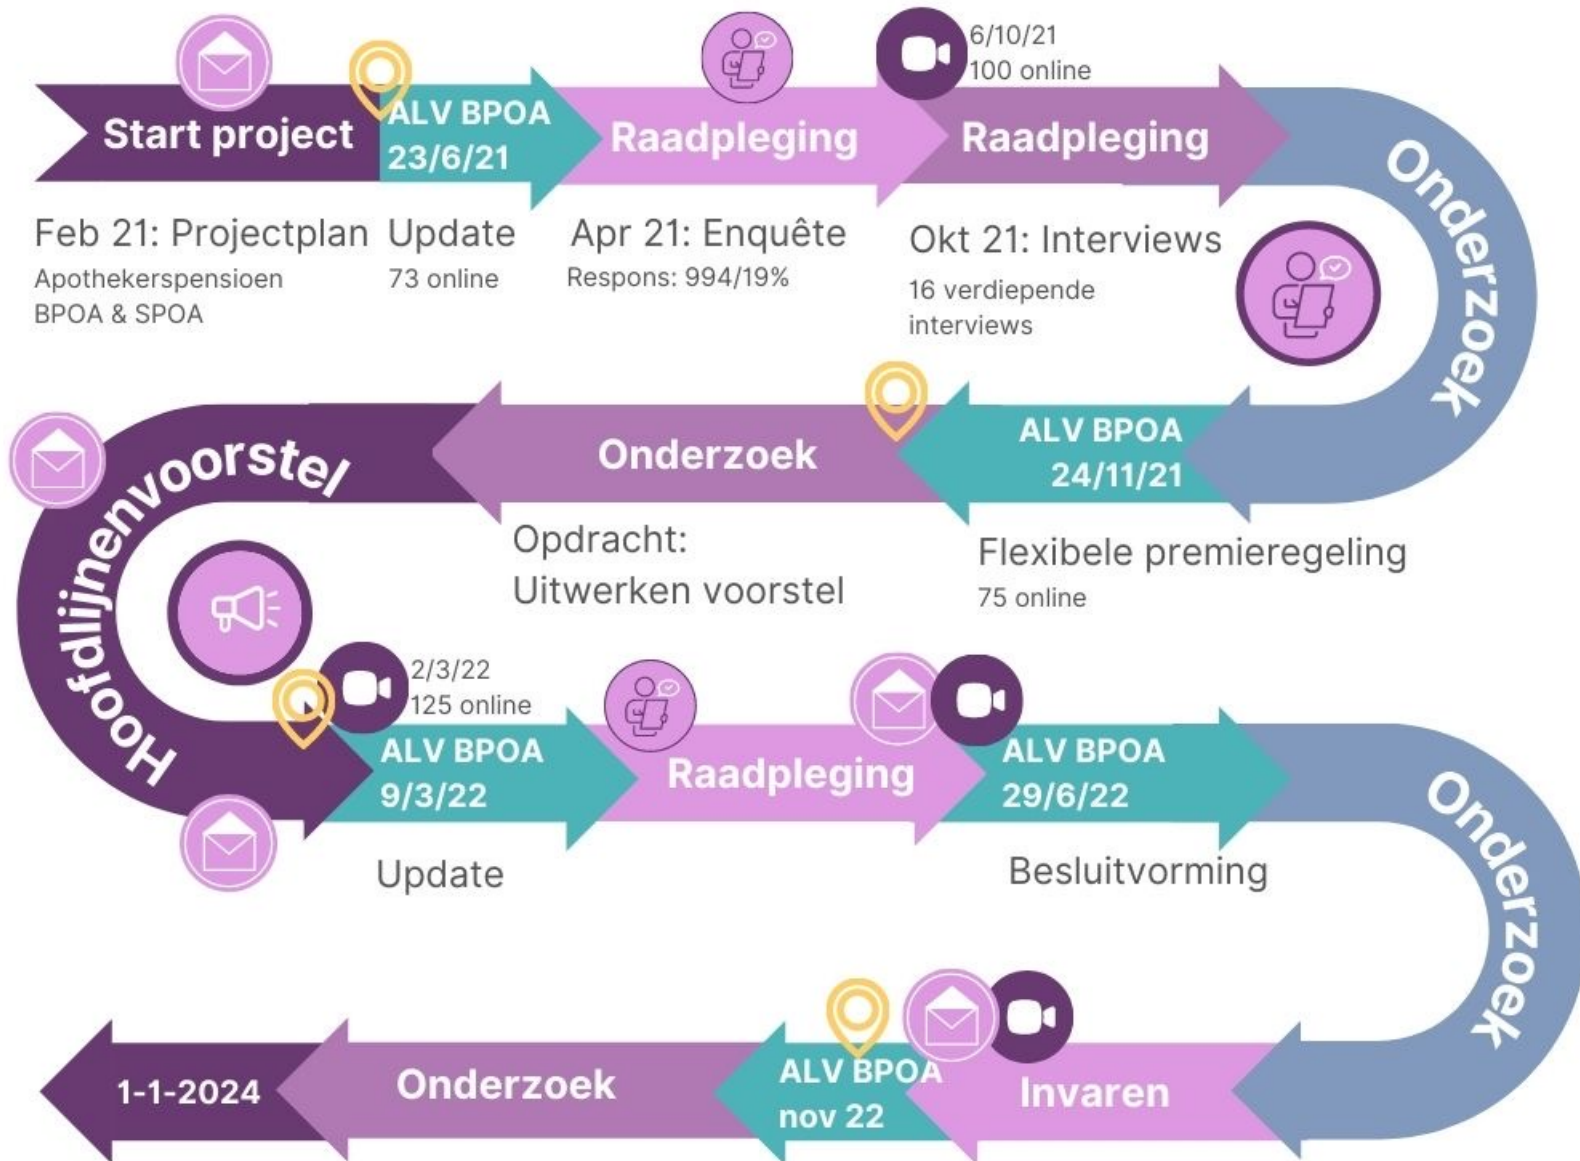 6/10/21
100 online
Start project
ALV BPOA
23/6/21
Raadpleging
Raadpleging
Onderzoek
Feb 21: Projectplan
Apothekerspensioen
BPOA & SPOA
Update
73 online
Apr 21: Enquête
Respons: 994/19%
Okt 21: Interviews
16 verdiepende
interviews
ALV BPOA
24/11/21
Flexibele premieregeling
75 online
Onderzoek
Opdracht:
Uitwerken voorstel
Hoofdlijnenvoorstel
2/3/22
125 online
ALV BPOA
9/3/22
Update
Raadpleging
ALV BPOA
29/6/22
Besluitvorming
Onderzoek
Invaren
ALV BPOA
nov 22
Onderzoek
1-1-2024